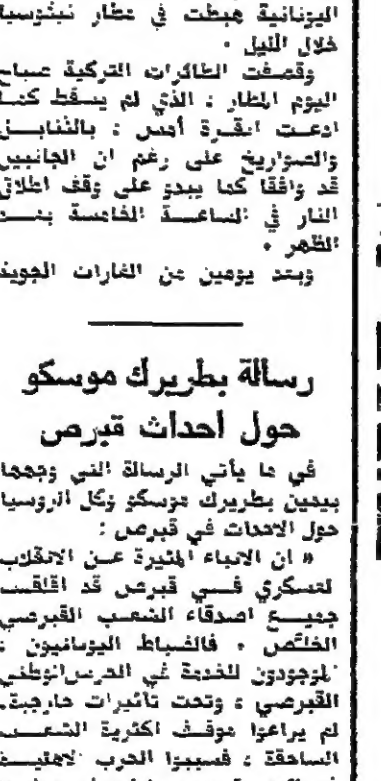 اليونانية هبطت في مطار نيقوسيا
خلال الليل .
وقصفت الطائرات التركية صباح
اليوم المطار ، الذي لم يسقط كما
ادعت انقرة أمس ، بالقنابل
والصواريخ على رغم ان الجانبين
قد وافقا كما يبدو على وقف اطلاق
النار في الساعة الخامسة بعد
الظهر .
وبعد يومين من الغارات الجوية
رسالة بطريرك موسكو
حول احداث قبرص
في ما يأتي الرسالة التي وجهها
بيمين بطريرك موسكو وكل الروسيا
حول الاحداث في قبرص :
« ان الانباء المثيرة عن الانقلاب
لعسكري في قبرص قد اقلقت
جميع اصدقاء الشعب القبرصي
الخلّص . فالضباط اليونانيون ،
لموجودون للخدمة في الحرس الوطني
القبرصي ، وتحت تاثيرات خارجية،
لم يراعوا موقف اكثرية الشعب
الساحقة ، فسببوا الحرب لاهلية